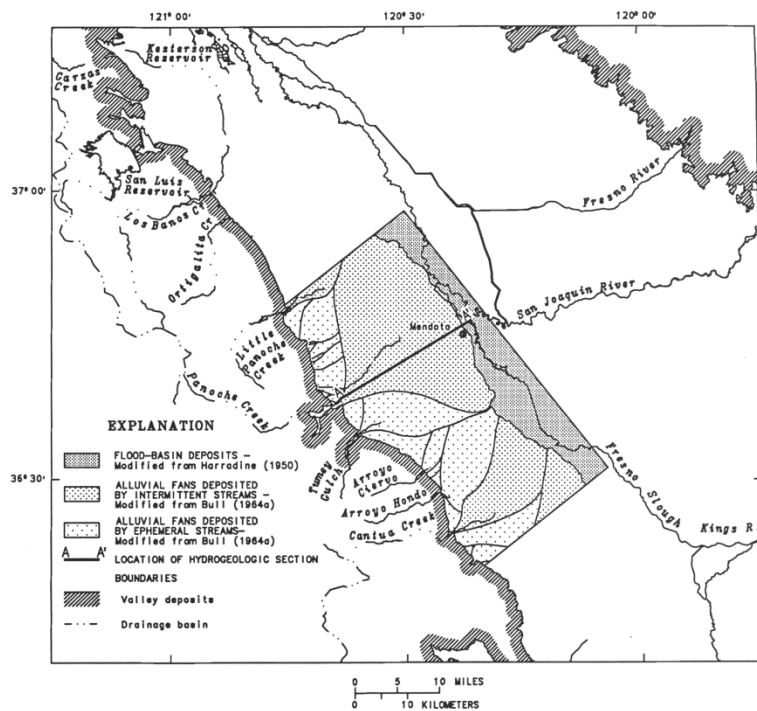 121° 00'
120° 30'
120° 00'
Kesterson
Reservoir
Garzas
Creek
37° 00'
San Luis
Reservoir
Los Banos Cr
Ortigalita Cr
Fresno River
San Joaquin River
Mendota
A'
Little
Panoche
Creek
Panoche Creek
A
EXPLANATION
FLOOD-BASIN DEPOSITS –
Modified from Harradine (1950)
ALLUVIAL FANS DEPOSITED
BY INTERMITTENT STREAMS–
Modified from Bull (1964a)
ALLUVIAL FANS DEPOSITED
BY EPHEMERAL STREAMS–
Modified from Bull (1964a)
A A'
LOCATION OF HYDROGEOLOGIC SECTION
BOUNDARIES
Valley deposits
Drainage basin
36° 30'
Tumey
Gulch
Arroyo
Ciervo
Arroyo Hondo
Cantua Creek
Fresno
Slough
Kings R
0 5 10 MILES
0 10 KILOMETERS